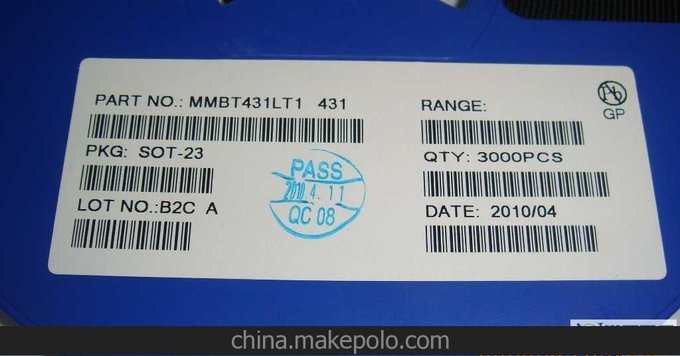 PART NO.: MMBT431LT1 431
RANGE:
Pb
GP
PKG: SOT-23
QTY: 3000PCS
LOT NO.:B2C A
DATE: 2010/04
PASS
2010.4.11
QC 08
china.makepolo.com